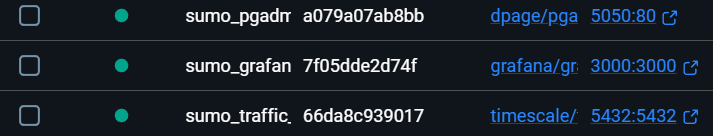 sumo_pgadm a079a07ab8bb dpage/pga 5050:80
sumo_grafan 7f05dde2d74f grafana/gr 3000:3000
sumo_traffic_ 66da8c939017 timescale/ 5432:5432